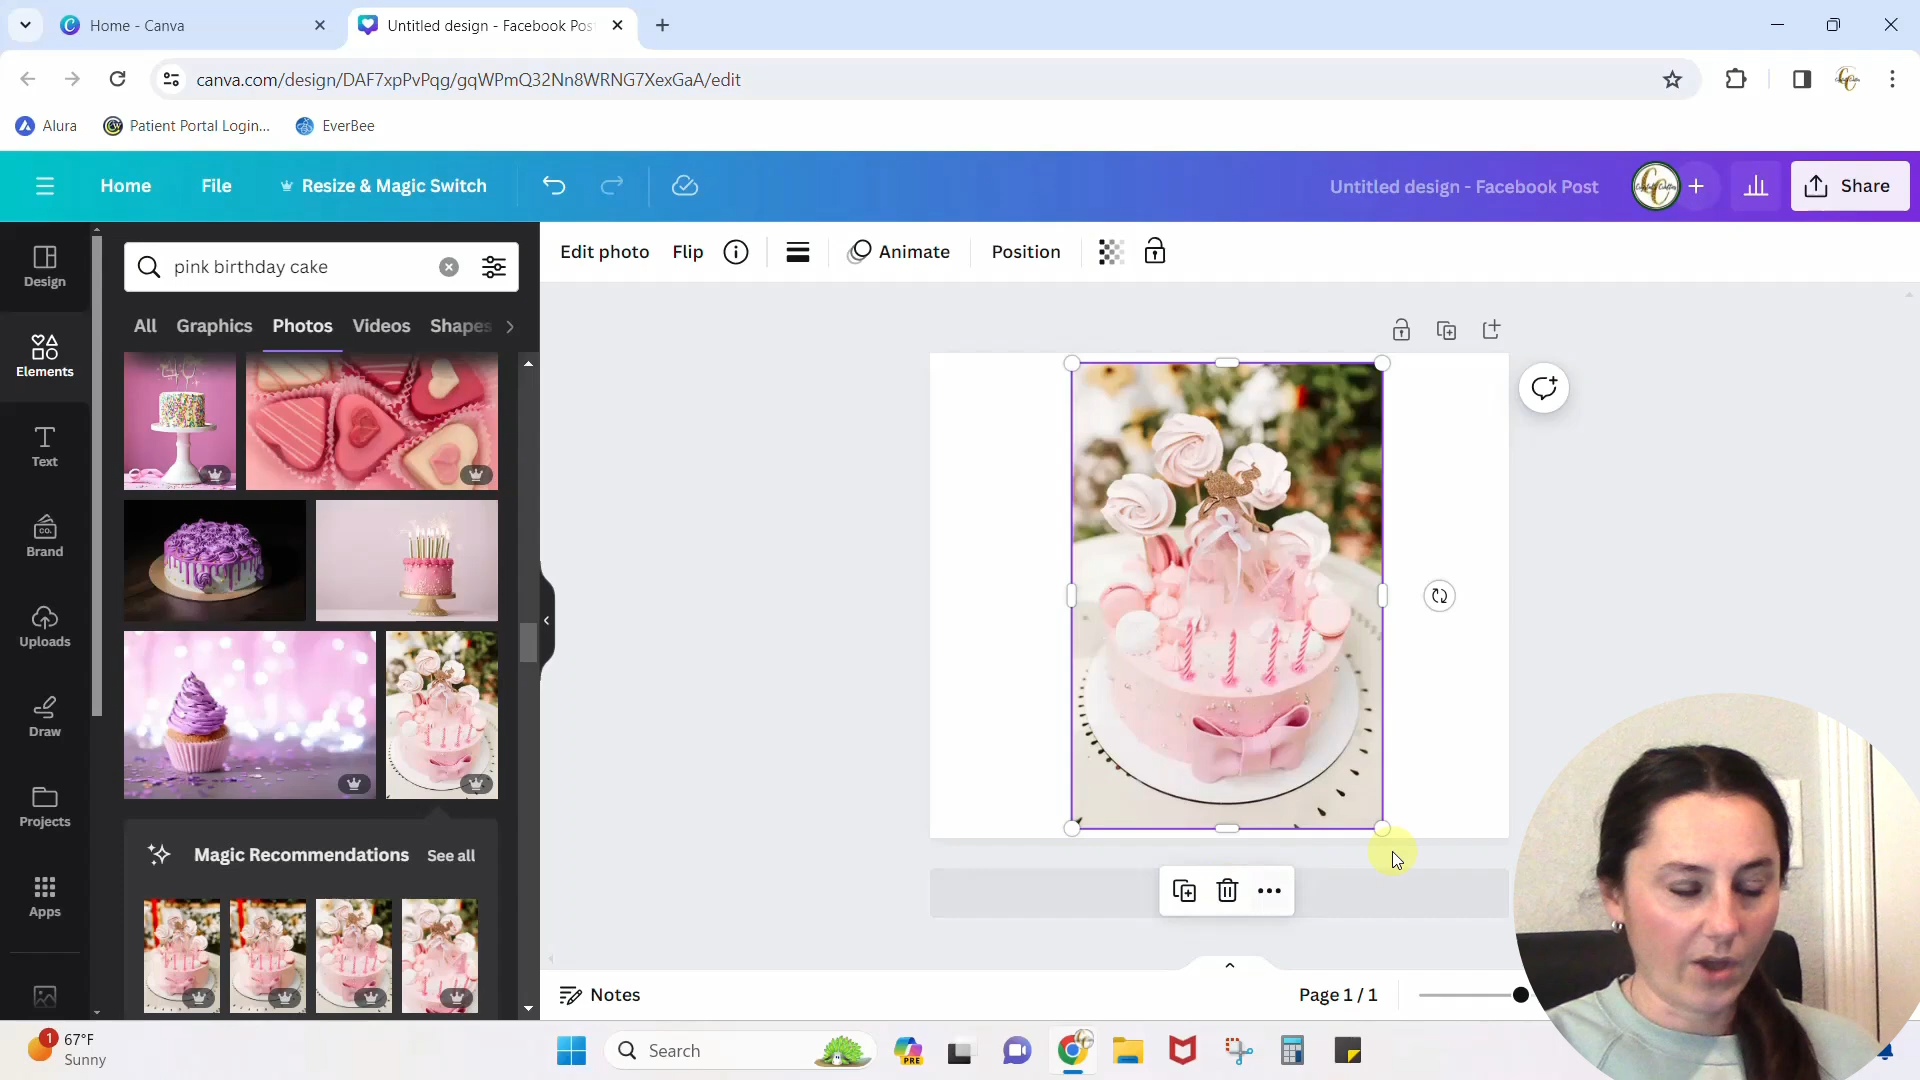 Home - Canva
Untitled design - Facebook Pos
canva.com/design/DAF7xpPvPqg/gqWPmQ32Nn8WRNG7XexGaA/edit
Alura
Patient Portal Login...
EverBee
Home
File
Resize & Magic Switch
Untitled design - Facebook Post
Share
Design
Elements
Text
Brand
Uploads
Draw
Projects
Apps
pink birthday cake
All
Graphics
Photos
Videos
Shapes
Magic Recommendations
See all
Edit photo
Flip
Animate
Position
Notes
Page 1 / 1
1
67°F
Sunny
Search
PRE